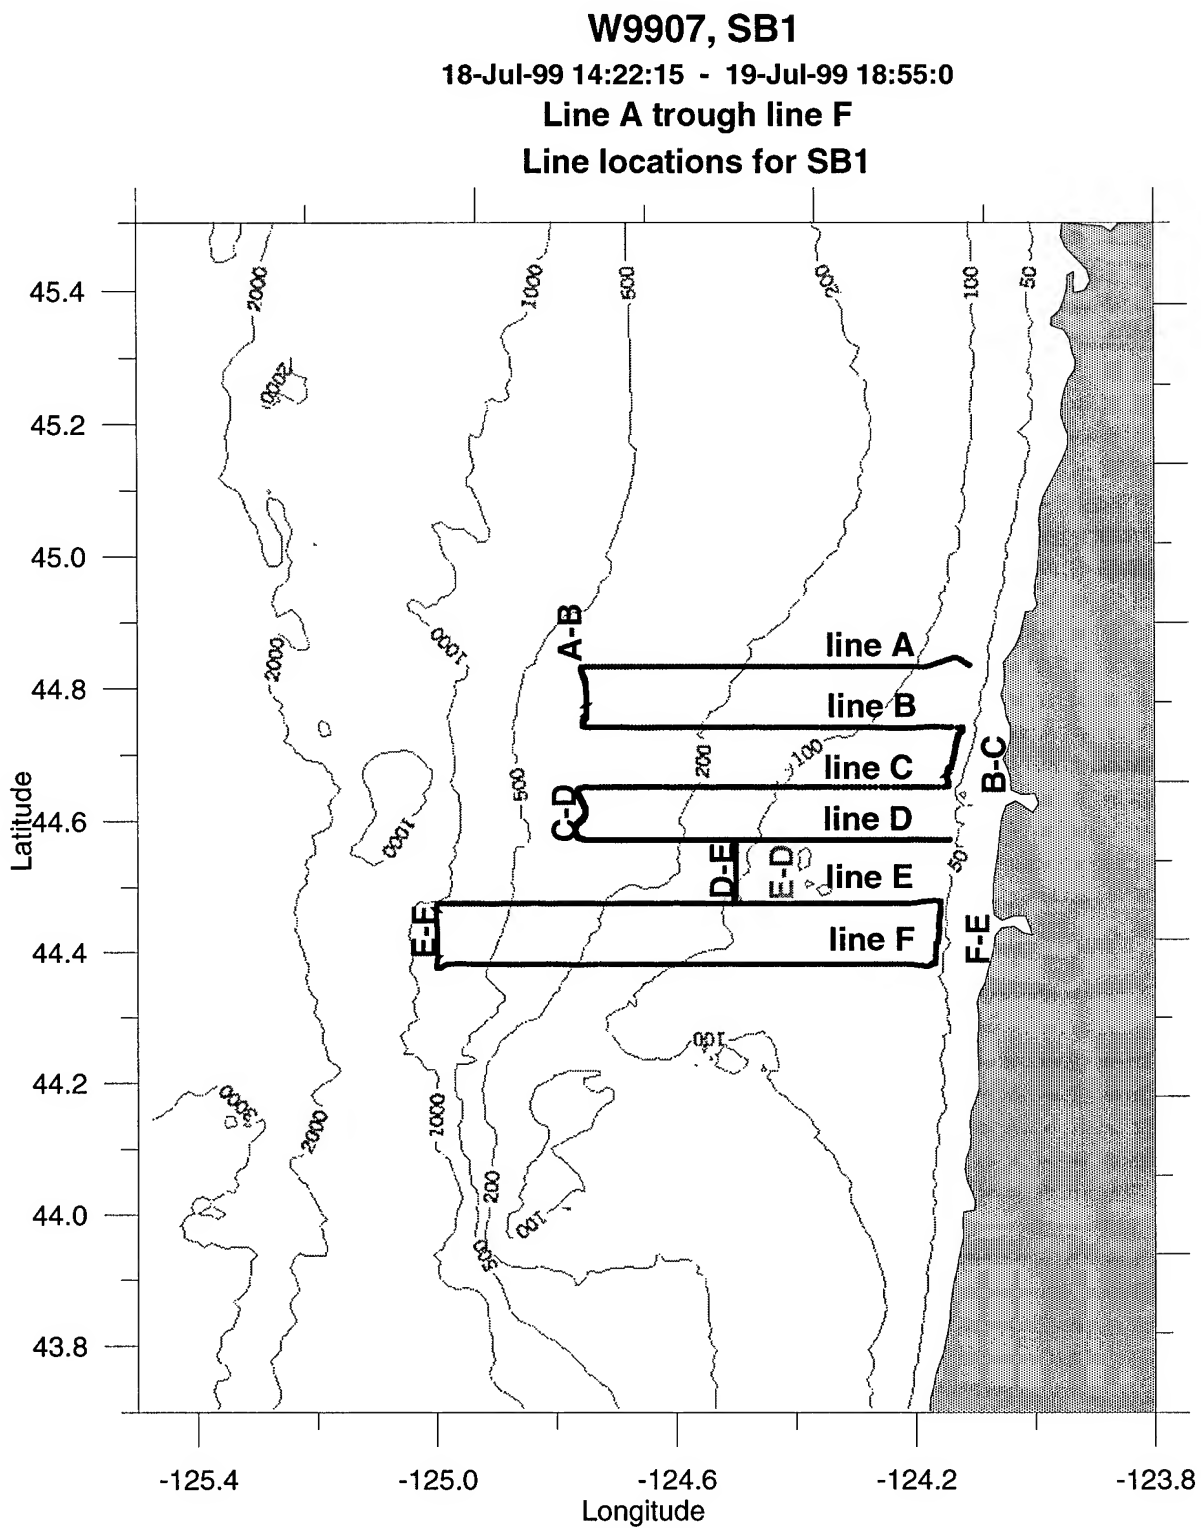 W9907, SB1
18-Jul-99 14:22:15 - 19-Jul-99 18:55:0
Line A trough line F
Line locations for SB1
2000
1000
500
200
100
50
45.4
2000
45.2
45.0
A-B
1000
line A
2000
44.8
line B
B-C
200
100
line C
500
C-D
Latitude
44.6
1000
line D
50
D-E
E-D
line E
E-F
F-E
line F
44.4
100
44.2
3000
2000
1000
200
44.0
100
500
43.8
-125.4
-125.0
-124.6
-124.2
-123.8
Longitude